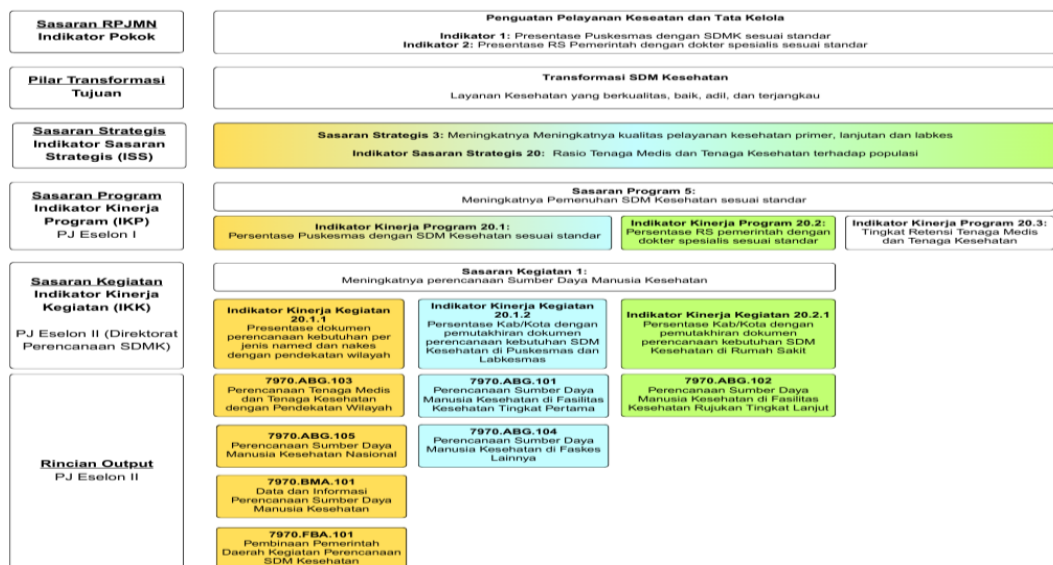 Sasaran RPJMN
Indikator Pokok
Penguatan Pelayanan Keseatan dan Tata Kelola
Indikator 1: Presentase Puskesmas dengan SDMK sesuai standar
Indikator 2: Presentase RS Pemerintah dengan dokter spesialis sesuai standar
Pilar Transformasi
Tujuan
Transformasi SDM Kesehatan
Layanan Kesehatan yang berkualitas, baik, adil, dan terjangkau
Sasaran Strategis
Indikator Sasaran
Strategis (ISS)
Sasaran Strategis 3: Meningkatnya Meningkatnya kualitas pelayanan kesehatan primer, lanjutan dan labkes
Indikator Sasaran Strategis 20: Rasio Tenaga Medis dan Tenaga Kesehatan terhadap populasi
Sasaran Program
Indikator Kinerja
Program (IKP)
PJ Eselon I
Sasaran Program 5:
Meningkatnya Pemenuhan SDM Kesehatan sesuai standar
Indikator Kinerja Program 20.1:
Persentase Puskesmas dengan SDM Kesehatan sesuai standar
Indikator Kinerja Program 20.2:
Persentase RS pemerintah dengan
dokter spesialis sesuai standar
Indikator Kinerja Program 20.3:
Tingkat Retensi Tenaga Medis
dan Tenaga Kesehatan
Sasaran Kegiatan
Indikator Kinerja
Kegiatan (IKK)
PJ Eselon II (Direktorat
Perencanaan SDMK)
Sasaran Kegiatan 1:
Meningkatnya perencanaan Sumber Daya Manusia Kesehatan
Indikator Kinerja Kegiatan
20.1.1
Presentase dokumen
perencanaan kebutuhan per
jenis named dan nakes
dengan pendekatan wilayah
Indikator Kinerja Kegiatan
20.1.2
Persentase Kab/Kota dengan
pemutakhiran dokumen
perencanaan kebutuhan SDM
Kesehatan di Puskesmas dan
Labkesmas
Indikator Kinerja Kegiatan 20.2.1
Persentase Kab/Kota dengan
pemutakhiran dokumen
perencanaan kebutuhan SDM
Kesehatan di Rumah Sakit
Rincian Output
PJ Eselon II
7970.ABG.103
Perencanaan Tenaga Medis
dan Tenaga Kesehatan
dengan Pendekatan Wilayah
7970.ABG.101
Perencanaan Sumber Daya
Manusia Kesehatan di Fasilitas
Kesehatan Tingkat Pertama
7970.ABG.102
Perencanaan Sumber Daya
Manusia Kesehatan di Fasilitas
Kesehatan Rujukan Tingkat Lanjut
7970.ABG.105
Perencanaan Sumber Daya
Manusia Kesehatan Nasional
7970.ABG.104
Perencanaan Sumber Daya
Manusia Kesehatan di Faskes
Lainnya
7970.BMA.101
Data dan Informasi
Perencanaan Sumber Daya
Manusia Kesehatan
7970.FBA.101
Pembinaan Pemerintah
Daerah Kegiatan Perencanaan
SDM Kesehatan